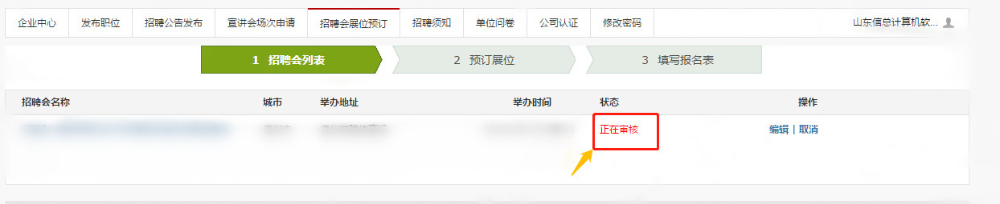 企业中心 发布职位 招聘公告发布 宣讲会场次申请 招聘会展位预订 招聘须知 单位问卷 公司认证 修改密码 山东信总计算机软...
1 招聘会列表 2 预订展位 3 填写报名表
招聘会名称 城市 举办地址 举办时间 状态 操作
正在审核 编辑 | 取消